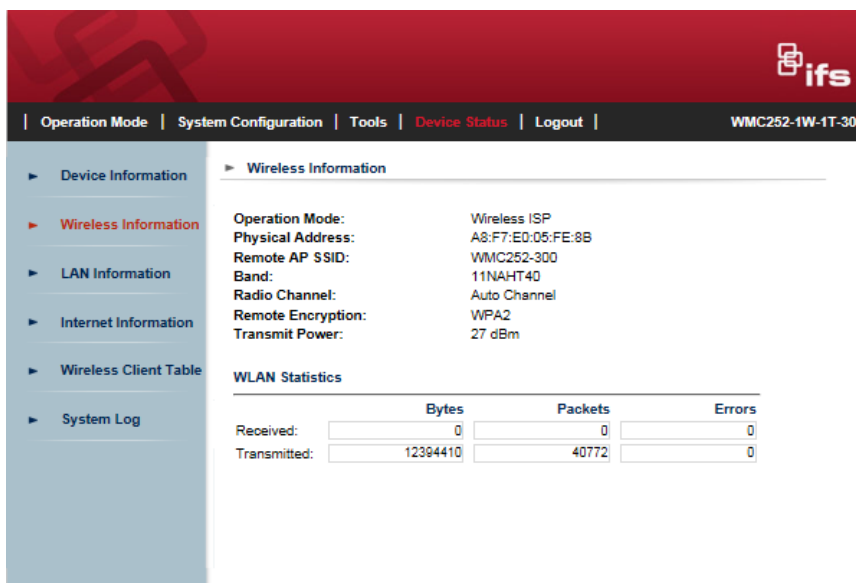 ifs
| Operation Mode | System Configuration | Tools | Device Status | Logout | WMC252-1W-1T-30
Device Information
Wireless Information
LAN Information
Internet Information
Wireless Client Table
System Log
Wireless Information
Operation Mode: Wireless ISP
Physical Address: A8:F7:E0:05:FE:8B
Remote AP SSID: WMC252-300
Band: 11NAHT40
Radio Channel: Auto Channel
Remote Encryption: WPA2
Transmit Power: 27 dBm
WLAN Statistics
Bytes Packets Errors
Received: 0 0 0
Transmitted: 12394410 40772 0